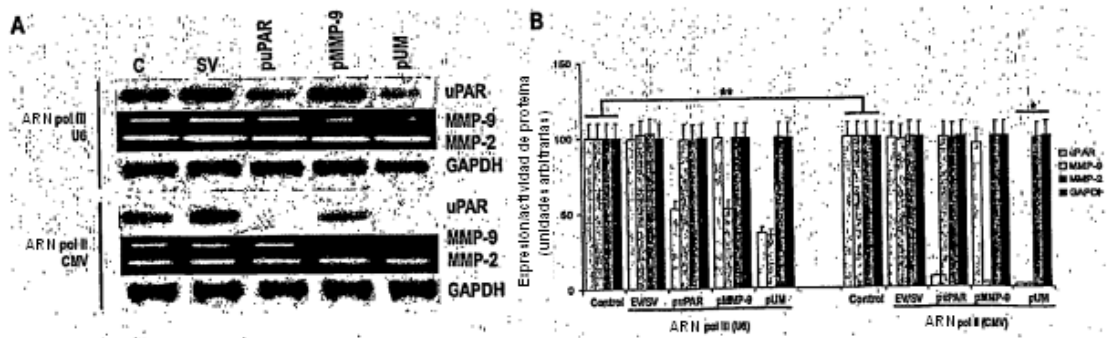 A
C SV puPAR pMMP-9 pUM
uPAR
ARN pol III
U6
MMP-9
MMP-2
GAPDH
uPAR
ARN pol II
CMV
MMP-9
MMP-2
GAPDH
B
Expresión/actividad de proteína
(unidades arbitrarias)
150
100
50
0
**
*
uPAR
MMP-9
MMP-2
GAPDH
Control EV/SV puPAR pMMP-9 pUM
ARN pol III (U6)
Control EV/SV puPAR pMMP-9 pUM
ARN pol II (CMV)